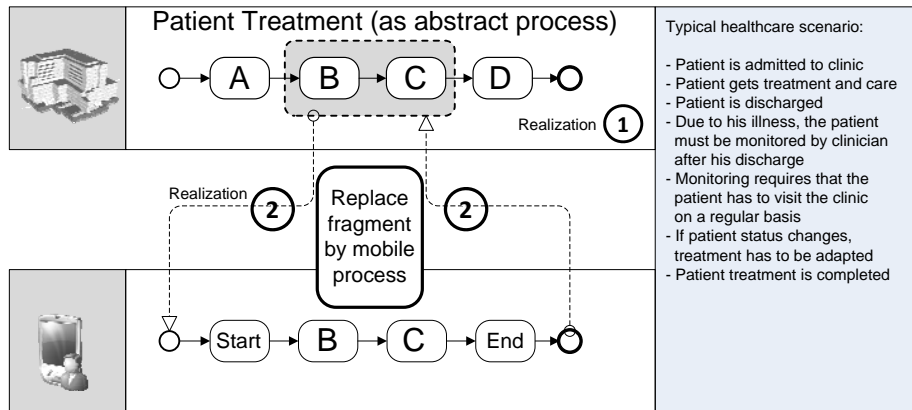 Patient Treatment (as abstract process)
A
B
C
D
Realization
1
Realization
2
Replace
fragment
by mobile
process
2
Start
B
C
End
Typical healthcare scenario:
- Patient is admitted to clinic
- Patient gets treatment and care
- Patient is discharged
- Due to his illness, the patient
must be monitored by clinician
after his discharge
- Monitoring requires that the
patient has to visit the clinic
on a regular basis
- If patient status changes,
treatment has to be adapted
- Patient treatment is completed